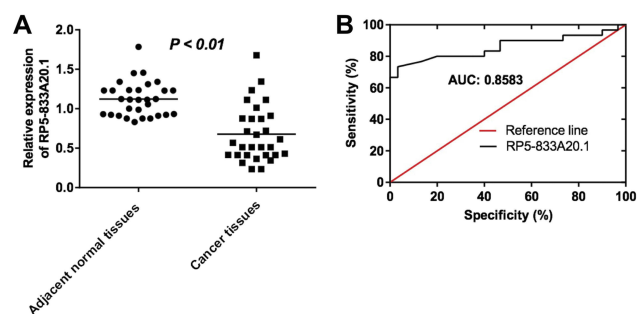 A
P < 0.01
Relative expression
of RP5-833A20.1
2.0
1.5
1.0
0.5
0.0
Adjacent normal tissues
Cancer tissues
B
Sensitivity (%)
100
80
60
40
20
0
AUC: 0.8583
Reference line
RP5-833A20.1
0 20 40 60 80 100
Specificity (%)